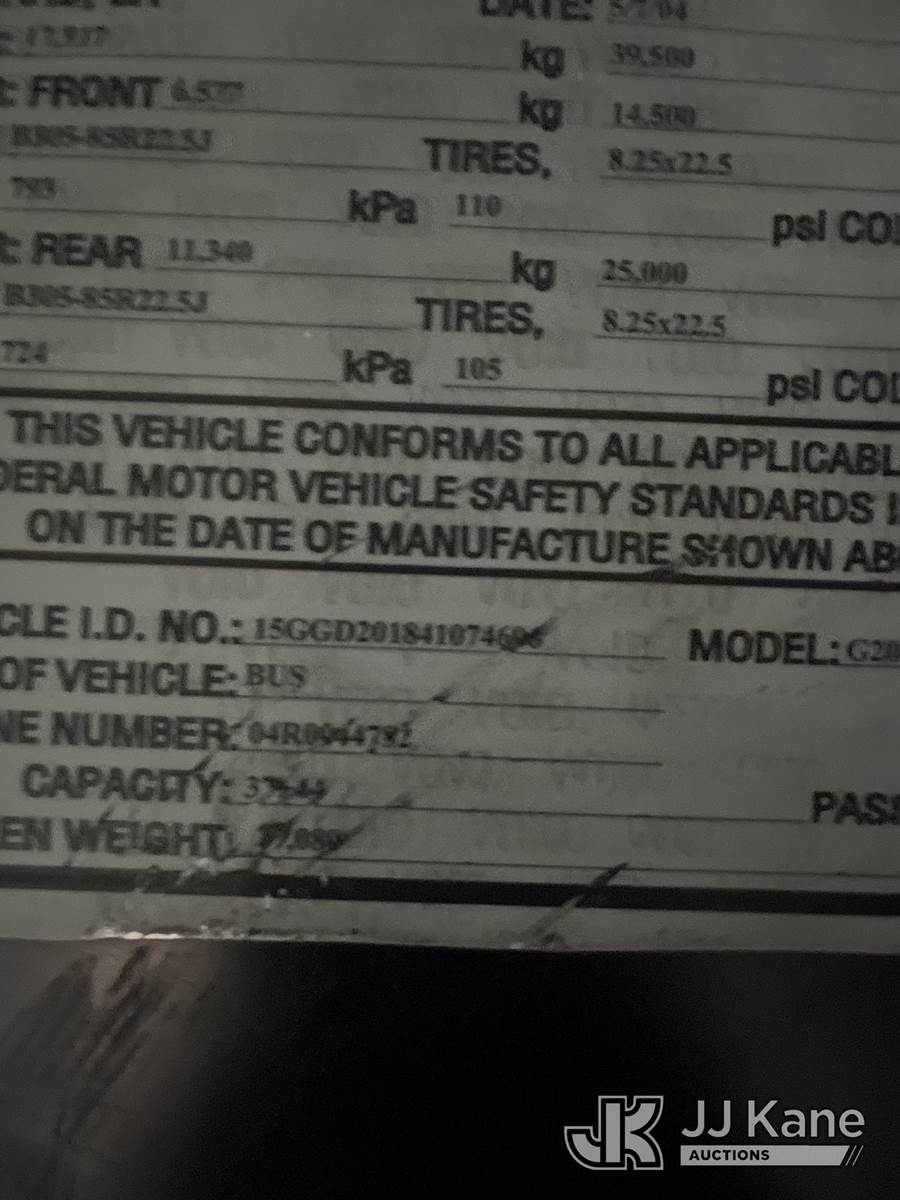 DATE: 5/7/04
kg 39,500
FRONT 6,577 kg 14,500
B305-85R22.5J TIRES, 8.25x22.5
793 kPa 110 psi
REAR 11,340 kg 25,000
B305-85R22.5J TIRES, 8.25x22.5
724 kPa 105 psi
THIS VEHICLE CONFORMS TO ALL APPLICABL
DERAL MOTOR VEHICLE SAFETY STANDARDS I
ON THE DATE OF MANUFACTURE SHOWN AB
CLE I.D. NO.: 15GGD201841074606 MODEL: G20
OF VEHICLE: BUS
NE NUMBER:
CAPACITY: PASS
EN WEIGHT:
JK JJ Kane
AUCTIONS